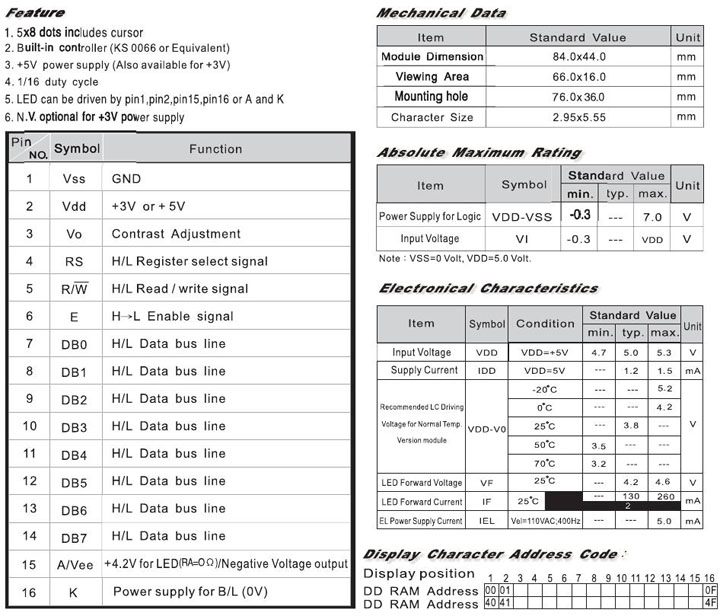 Feature
1. 5x8 dots includes cursor
2. Built-in controller (KS 0066 or Equivalent)
3. +5V power supply (Also available for +3V)
4. 1/16 duty cycle
5. LED can be driven by pin1,pin2,pin15,pin16 or A and K
6. N.V. optional for +3V power supply
Pin NO. Symbol Function
1 Vss GND
2 Vdd +3V or + 5V
3 Vo Contrast Adjustment
4 RS H/L Register select signal
5 R/W̅ H/L Read / write signal
6 E H→L Enable signal
7 DB0 H/L Data bus line
8 DB1 H/L Data bus line
9 DB2 H/L Data bus line
10 DB3 H/L Data bus line
11 DB4 H/L Data bus line
12 DB5 H/L Data bus line
13 DB6 H/L Data bus line
14 DB7 H/L Data bus line
15 A/Vee +4.2V for LED(RA=0Ω)/Negative Voltage output
16 K Power supply for B/L (0V)
Mechanical Data
Item Standard Value Unit
Module Dimension 84.0x44.0 mm
Viewing Area 66.0x16.0 mm
Mounting hole 76.0x36.0 mm
Character Size 2.95x5.55 mm
Absolute Maximum Rating
Item Symbol Standard Value Unit
min. typ. max.
Power Supply for Logic VDD-VSS -0.3 --- 7.0 V
Input Voltage VI -0.3 --- VDD V
Note : VSS=0 Volt, VDD=5.0 Volt.
Electronical Characteristics
Item Symbol Condition Standard Value Unit
min. typ. max.
Input Voltage VDD VDD=+5V 4.7 5.0 5.3 V
Supply Current IDD VDD=5V --- 1.2 1.5 mA
Recommended LC Driving Voltage for Normal Temp. Version module VDD-V0 -20°C --- --- 5.2 V
0°C --- --- 4.2
25°C --- 3.8 ---
50°C 3.5 --- ---
70°C 3.2 --- ---
LED Forward Voltage VF 25°C --- 4.2 4.6 V
LED Forward Current IF 25°C --- 130 260 mA
2
EL Power Supply Current IEL Vel=110VAC;400Hz --- --- 5.0 mA
Display Character Address Code :
Display position 1 2 3 4 5 6 7 8 9 10 11 12 13 14 15 16
DD RAM Address 00 01 0F
DD RAM Address 40 41 4F